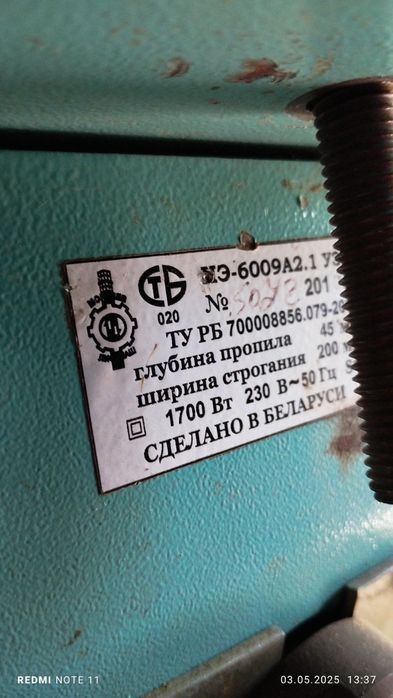 СТБ
020
ИЭ-6009А2.1 У
№ 201
ТУ РБ 700008856.079-20
глубина пропила 45
ширина строгания 200
1700 Вт 230 В~50 Гц
СДЕЛАНО В БЕЛАРУСИ
REDMI NOTE 11
03.05.2025 13:37